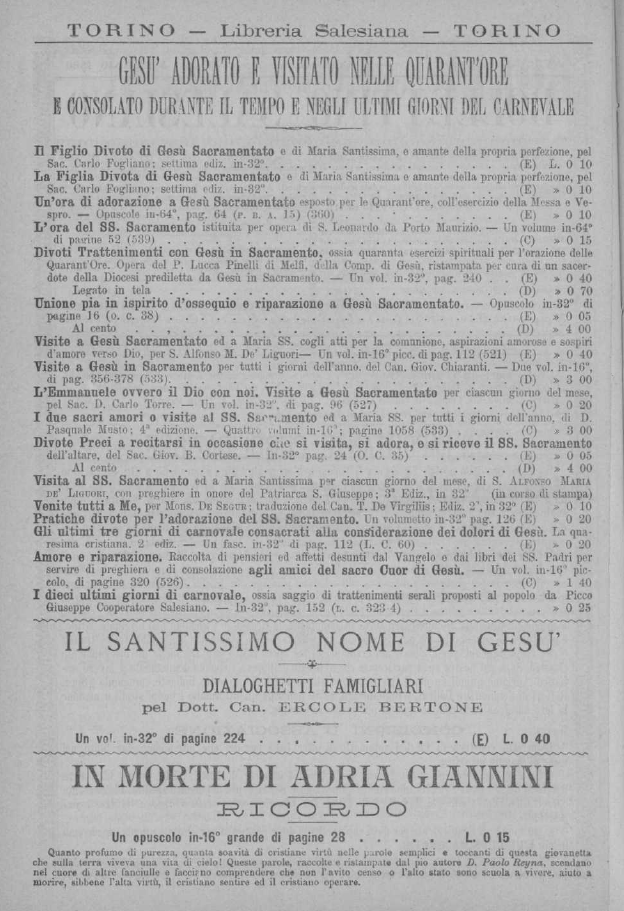 TORINO — Libreria Salesiana — TORINO
GESU' ADORATO E VISITATO NELLE QUARANT'ORE
E CONSOLATO DURANTE IL TEMPO E NEGLI ULTIMI GIORNI DEL CARNEVALE
Il Figlio Divoto di Gesù Sacramentato e di Maria Santissima, e amante della propria perfezione, pel
Sac. Carlo Fogliano; settima ediz. in-32°. . . . . . . . . . . . (E) L. 0 10
La Figlia Divota di Gesù Sacramentato e di Maria Santissima e amante della propria perfezione, pel
Sac. Carlo Fogliano; settima ediz. in-32°. . . . . . . . . . . . (E) » 0 10
Un'ora di adorazione a Gesù Sacramentato esposto per le Quarant'ore, coll'esercizio della Messa e Ve-
spro. — Opuscole in-64°, pag. 64 (P. B. A. 15) (360) . . . . . . . (E) » 0 10
L'ora del SS. Sacramento istituita per opera di S. Leonardo da Porto Maurizio. — Un volume in-64°
di pagine 52 (539) . . . . . . . . . . . . . (C) » 0 15
Divoti Trattenimenti con Gesù in Sacramento, ossia quaranta esercizi spirituali per l'orazione delle
Quarant'Ore. Opera del P. Lucca Pinelli di Melfi, della Comp. di Gesù, ristampata per cura di un sacer-
dote della Diocesi prediletta da Gesù in Sacramento. — Un vol. in-32°, pag. 240 . . (E) » 0 40
Legato in tela . . . . . . . . . . . . . (D) » 0 70
Unione pia in ispirito d'ossequio e riparazione a Gesù Sacramentato. — Opuscolo in-32° di
pagine 16 (o. c. 38) . . . . . . . . . . . . . (E) » 0 05
Al cento . . . . . . . . . . . . . (D) » 4 00
Visite a Gesù Sacramentato ed a Maria SS. cogli atti per la comunione, aspirazioni amorose e sospiri
d'amore verso Dio, per S. Alfonso M. De' Liguori— Un vol. in-16° picc. di pag. 112 (521) (E) » 0 40
Visite a Gesù in Sacramento per tutti i giorni dell'anno. del Can. Giov. Chiaranti. — Due vol. in-16°,
di pag. 356-378 (533). . . . . . . . . . . . . (D) » 3 00
L'Emmanuele ovvero il Dio con noi. Visite a Gesù Sacramentato per ciascun giorno del mese,
pel Sac. D. Carlo Torre. — Un vol. in-32°, di pag. 96 (527) . . . . . (C) » 0 20
I due sacri amori o visite al SS. Sacramento ed a Maria SS. per tutti i giorni dell'anno, di D.
Pasquale Musto; 4ª edizione. — Quattro volumi in-16°; pagine 1058 (533) . . . . (C) » 3 00
Divote Preci a recitarsi in occasione che si visita, si adora, e si riceve il SS. Sacramento
dell'altare, del Sac. Giov. B. Cortese. — In-32° pag. 24 (O. C. 35) . . . . . (E) » 0 05
Al cento . . . . . . . . . . . . . (D) » 4 00
Visita al SS. Sacramento ed a Maria Santissima per ciascun giorno del mese, di S. ALFONSO MARIA
DE' LIGUORI, con preghiere in onore del Patriarca S. Giuseppe; 3ª Ediz., in 32° (in corso di stampa)
Venite tutti a Me, per Mons. DE SEGUR; traduzione del Can. T. De Virgillis; Ediz. 2ª, in 32° (E) » 0 10
Pratiche divote per l'adorazione del SS. Sacramento. Un volumetto in-32° pag. 126 (E) » 0 20
Gli ultimi tre giorni di carnovale consacrati alla considerazione dei dolori di Gesù. La qua-
resima cristiana. 2ª ediz. — Un fasc. in-32° di pag. 112 (L. C. 60) . . . . . (E) » 0 20
Amore e riparazione. Raccolta di pensieri ed affetti desunti dal Vangelo e dai libri dei SS. Padri per
servire di preghiera e di consolazione agli amici del sacro Cuor di Gesù. — Un vol. in-16° pic-
colo, di pagine 320 (526). . . . . . . . . . . . . (C) » 1 40
I dieci ultimi giorni di carnovale, ossia saggio di trattenimenti serali proposti al popolo da Picco
Giuseppe Cooperatore Salesiano. — In-32°, pag. 152 (L. c. 323 4) . . . . . . . » 0 25
IL SANTISSIMO NOME DI GESU'
DIALOGHETTI FAMIGLIARI
pel Dott. Can. ERCOLE BERTONE
Un vol. in-32° di pagine 224 . . . . . . . . . . . . (E) L. 0 40
IN MORTE DI ADRIA GIANNINI
RICORDO
Un opuscolo in-16° grande di pagine 28 . . . . . . L. 0 15
Quanto profumo di purezza, quanta soavità di cristiane virtù nelle parole semplici e toccanti di questa giovanetta
che sulla terra viveva una vita di cielo! Queste parole, raccolte e ristampate dal pio autore D. Paolo Reyna, scendano
nel cuore di altre fanciulle e facciano comprendere che non l'avito censo o l'alto stato sono scuola a vivere, aiuto a
morire, sibbene l'alta virtù, il cristiano sentire ed il cristiano operare.